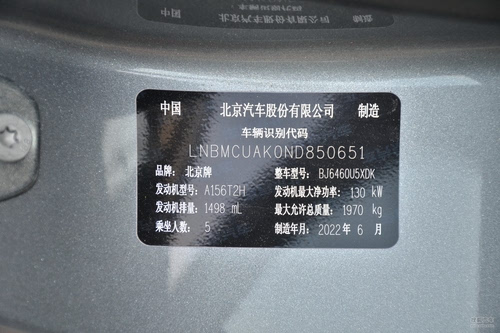 中国 北京汽车股份有限公司 制造
车辆识别代码
LNBMCUAK0ND850651
品牌：北京牌 整车型号：BJ6460U5XDK
发动机型号：A156T2H 发动机最大净功率：130 kW
发动机排量：1498 mL 最大允许总质量：1970 kg
乘坐人数：5 制造年月：2022 年 6 月